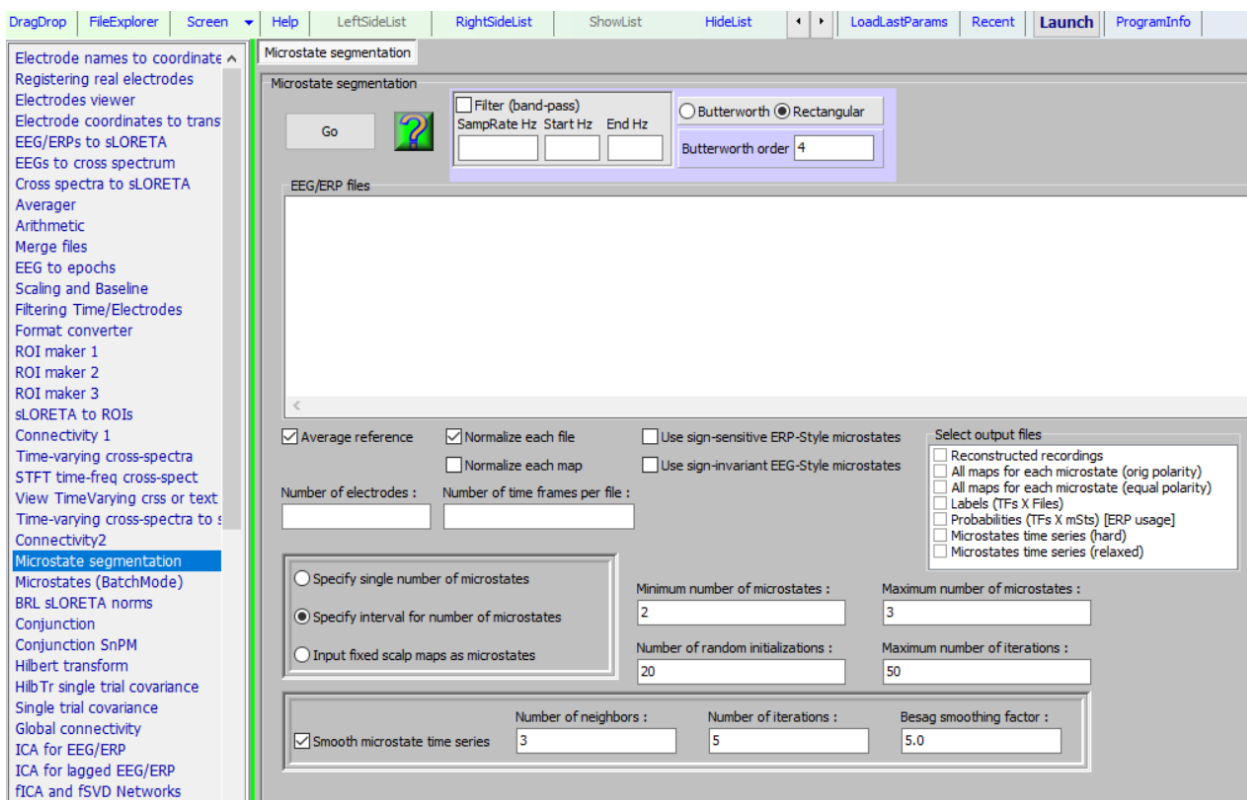 DragDrop FileExplorer Screen Help LeftSideList RightSideList ShowList HideList LoadLastParams Recent Launch ProgramInfo
Electrode names to coordinate
Registering real electrodes
Electrodes viewer
Electrode coordinates to trans
EEG/ERPs to sLORETA
EEGs to cross spectrum
Cross spectra to sLORETA
Averager
Arithmetic
Merge files
EEG to epochs
Scaling and Baseline
Filtering Time/Electrodes
Format converter
ROI maker 1
ROI maker 2
ROI maker 3
sLORETA to ROIs
Connectivity 1
Time-varying cross-spectra
STFT time-freq cross-spect
View TimeVarying crss or text
Time-varying cross-spectra to s
Connectivity2
Microstate segmentation
Microstates (BatchMode)
BRL sLORETA norms
Conjunction
Conjunction SnPM
Hilbert transform
HilbTr single trial covariance
Single trial covariance
Global connectivity
ICA for EEG/ERP
ICA for lagged EEG/ERP
fICA and fSVD Networks
Microstate segmentation
Microstate segmentation
Go
?
Filter (band-pass)
SampRate Hz Start Hz End Hz
Butterworth Rectangular
Butterworth order 4
EEG/ERP files
Average reference Normalize each file Use sign-sensitive ERP-Style microstates
Normalize each map Use sign-invariant EEG-Style microstates
Number of electrodes : Number of time frames per file :
Select output files
Reconstructed recordings
All maps for each microstate (orig polarity)
All maps for each microstate (equal polarity)
Labels (TFs X Files)
Probabilities (TFs X mSts) [ERP usage]
Microstates time series (hard)
Microstates time series (relaxed)
Specify single number of microstates
Specify interval for number of microstates
Input fixed scalp maps as microstates
Minimum number of microstates : Maximum number of microstates :
2 3
Number of random initializations : Maximum number of iterations :
20 50
Number of neighbors : Number of iterations : Besag smoothing factor :
Smooth microstate time series 3 5 5.0